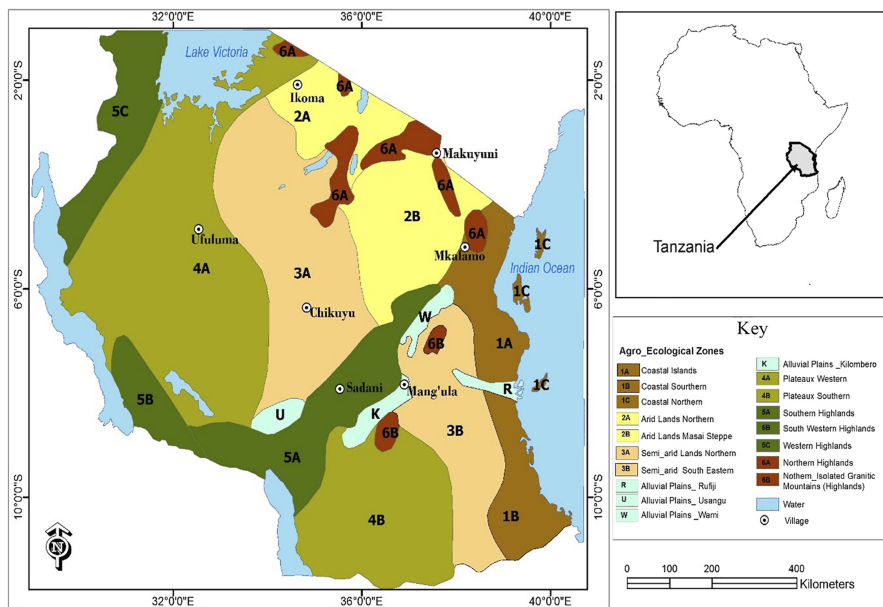 32°0'0"E
36°0'0"E
40°0'0"E
2°0'0"S
6°0'0"S
10°0'0"S
Lake Victoria
6A
6A
Ikoma
2A
5C
6A
Makuyuni
6A
6A
2B
Ufuluma
6A
Mkalamo
1C
Indian Ocean
4A
3A
1C
Chikuyu
W
6B
1A
5B
Sadani
Mang'ula
R
1C
U
K
6B
3B
5A
4B
1B
N
2°0'0"S
6°0'0"S
10°0'0"S
32°0'0"E
36°0'0"E
40°0'0"E
Tanzania
Key
Agro_Ecological Zones
1A Coastal Islands
1B Coastal Southern
1C Coastal Northern
2A Arid Lands Northern
2B Arid Lands Masai Steppe
3A Semi_arid Lands Northern
3B Semi_arid South Eastern
R Alluvial Plains_ Rufiji
U Alluvial Plains_Usangu
W Alluvial Plains _Wami
K Alluvial Plains _Kilombero
4A Plateaux Western
4B Plateaux Southern
5A Southern Highlands
5B South Western Highlands
5C Western Highlands
6A Northern Highlands
6B Nothern_Isolated Granitic
Mountains (Highlands)
Water
Village
0 100 200 400
Kilometers